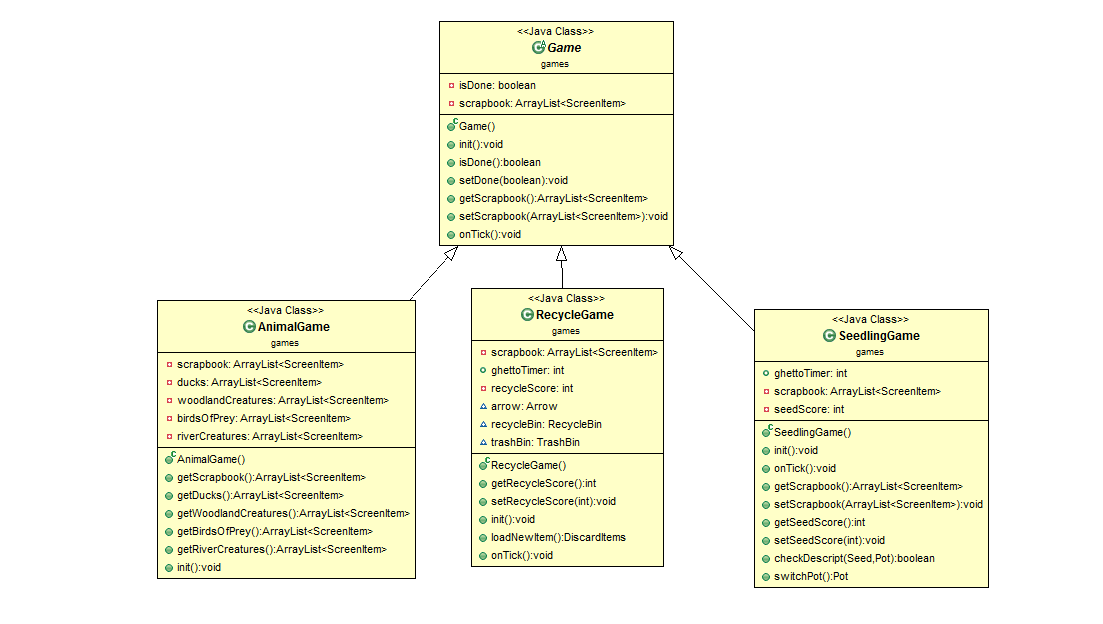 <<Java Class>>
Game
games
isDone: boolean
scrapbook: ArrayList<ScreenItem>
Game()
init():void
isDone():boolean
setDone(boolean):void
getScrapbook():ArrayList<ScreenItem>
setScrapbook(ArrayList<ScreenItem>):void
onTick():void
<<Java Class>>
AnimalGame
games
scrapbook: ArrayList<ScreenItem>
ducks: ArrayList<ScreenItem>
woodlandCreatures: ArrayList<ScreenItem>
birdsOfPrey: ArrayList<ScreenItem>
riverCreatures: ArrayList<ScreenItem>
AnimalGame()
getScrapbook():ArrayList<ScreenItem>
getDucks():ArrayList<ScreenItem>
getWoodlandCreatures():ArrayList<ScreenItem>
getBirdsOfPrey():ArrayList<ScreenItem>
getRiverCreatures():ArrayList<ScreenItem>
init():void
<<Java Class>>
RecycleGame
games
scrapbook: ArrayList<ScreenItem>
ghettoTimer: int
recycleScore: int
arrow: Arrow
recycleBin: RecycleBin
trashBin: TrashBin
RecycleGame()
getRecycleScore():int
setRecycleScore(int):void
init():void
loadNewItem():DiscardItems
onTick():void
<<Java Class>>
SeedlingGame
games
ghettoTimer: int
scrapbook: ArrayList<ScreenItem>
seedScore: int
SeedlingGame()
init():void
onTick():void
getScrapbook():ArrayList<ScreenItem>
setScrapbook(ArrayList<ScreenItem>):void
getSeedScore():int
setSeedScore(int):void
checkDescript(Seed,Pot):boolean
switchPot():Pot